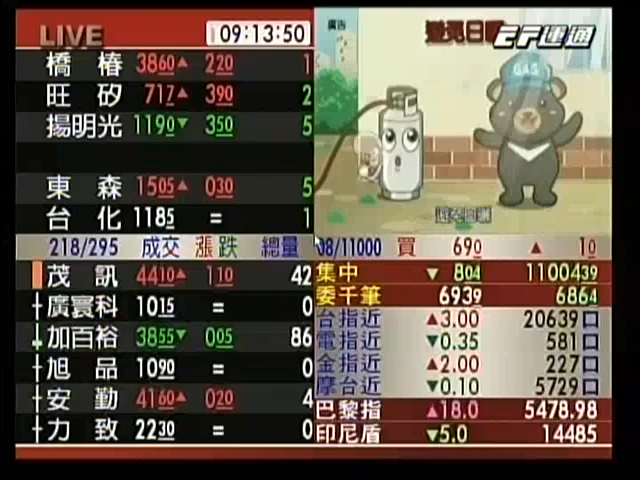 LIVE 09:13:50
橋椿 3860▲ 220 1
旺矽 717▲ 390 2
揚明光 1190▼ 350 5
東森 1505▲ 030 5
台化 1185 = 1
218/295 成交 漲跌 總量
茂訊 4410▲ 110 42
廣寰科 1015 = 0
加百裕 3855▼ 005 86
旭品 1090 = 0
安勤 4160▲ 020 4
力致 2230 = 0
廣告
EF東通
GAS
08/11000 買 690 ▲ 10
集中 ▼ 804 1100439
委千筆 6939 6864
台指近 ▲3.00 20639口
電指近 ▼0.35 581口
金指近 ▲2.00 227口
摩台近 ▼0.10 5729口
巴黎指 ▲18.0 5478.98
印尼盾 ▼5.0 14485